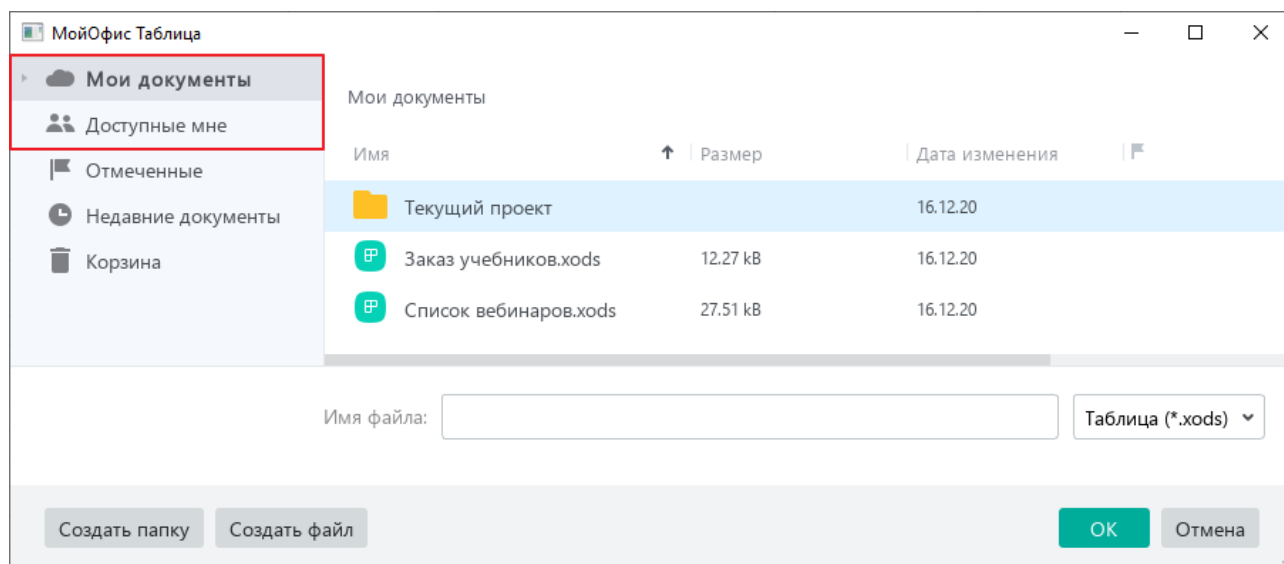 МойОфис Таблица
Мои документы
Доступные мне
Отмеченные
Недавние документы
Корзина
Мои документы
Имя Размер Дата изменения
Текущий проект 16.12.20
Заказ учебников.xods 12.27 kB 16.12.20
Список вебинаров.xods 27.51 kB 16.12.20
Имя файла: Таблица (*.xods)
Создать папку Создать файл OK Отмена